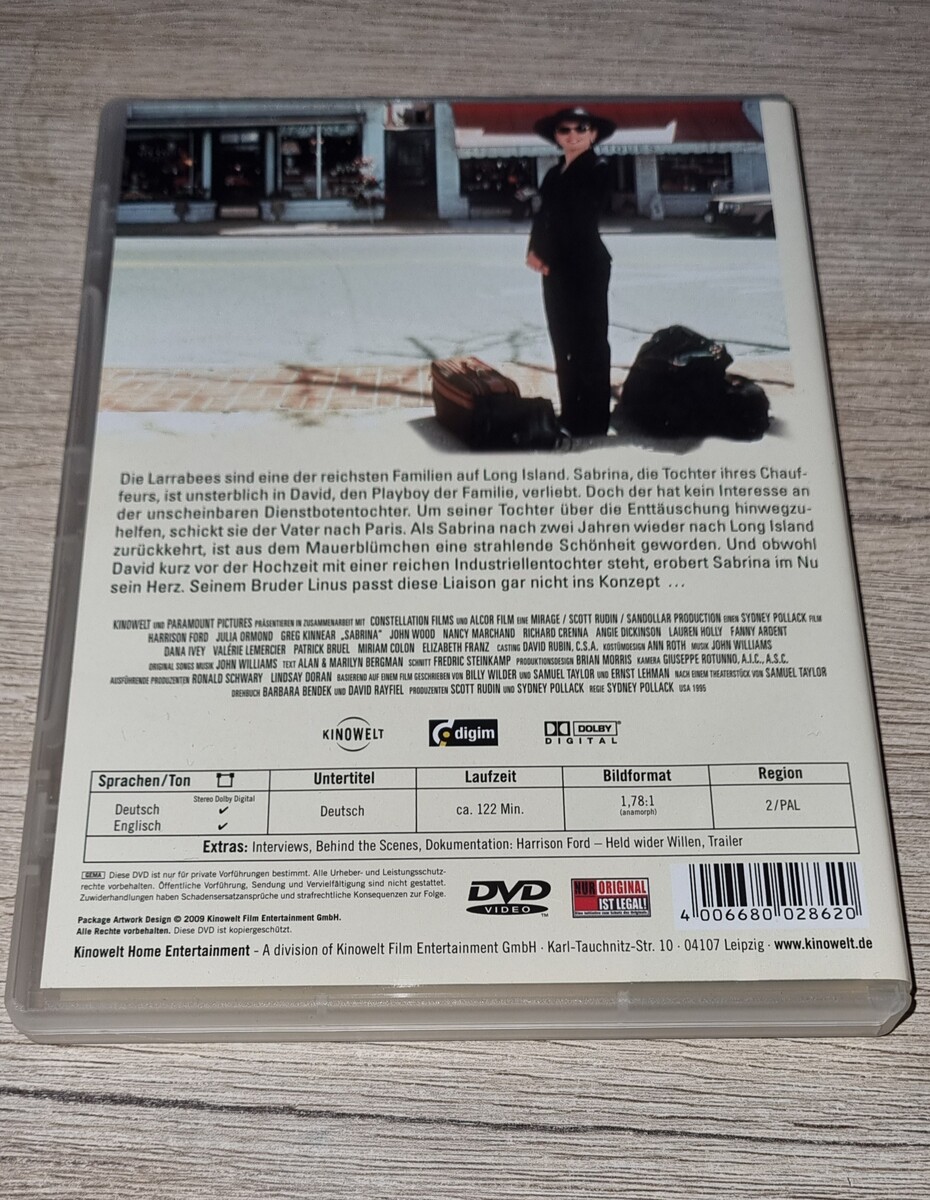 Die Larrabees sind eine der reichsten Familien auf Long Island. Sabrina, die Tochter ihres Chauf-
feurs, ist unsterblich in David, den Playboy der Familie, verliebt. Doch der hat kein Interesse an
der unscheinbaren Dienstbotentochter. Um seiner Tochter über die Enttäuschung hinwegzu-
helfen, schickt sie der Vater nach Paris. Als Sabrina nach zwei Jahren wieder nach Long Island
zurückkehrt, ist aus dem Mauerblümchen eine strahlende Schönheit geworden. Und obwohl
David kurz vor der Hochzeit mit einer reichen Industriellentochter steht, erobert Sabrina im Nu
sein Herz. Seinem Bruder Linus passt diese Liaison gar nicht ins Konzept ...
KINOWELT UND PARAMOUNT PICTURES PRÄSENTIEREN IN ZUSAMMENARBEIT MIT CONSTELLATION FILMS UND ALCOR FILM EINE MIRAGE / SCOTT RUDIN / SANDOLLAR PRODUCTION EINEN SYDNEY POLLACK FILM
HARRISON FORD JULIA ORMOND GREG KINNEAR „SABRINA“ JOHN WOOD NANCY MARCHAND RICHARD CRENNA ANGIE DICKINSON LAUREN HOLLY FANNY ARDENT
DANA IVEY VALÉRIE LEMERCIER PATRICK BRUEL MIRIAM COLON ELIZABETH FRANZ CASTING DAVID RUBIN, C.S.A. KOSTÜMDESIGN ANN ROTH MUSIK JOHN WILLIAMS
ORIGINAL SONGS MUSIK JOHN WILLIAMS TEXT ALAN & MARILYN BERGMAN SCHNITT FREDRIC STEINKAMP PRODUKTIONSDESIGN BRIAN MORRIS KAMERA GIUSEPPE ROTUNNO, A.I.C., A.S.C.
AUSFÜHRENDE PRODUZENTEN RONALD SCHWARY LINDSAY DORAN BASIEREND AUF EINEM FILM GESCHRIEBEN VON BILLY WILDER UND SAMUEL TAYLOR UND ERNST LEHMAN NACH EINEM THEATERSTÜCK VON SAMUEL TAYLOR
DREHBUCH BARBARA BENDEK UND DAVID RAYFIEL PRODUZENTEN SCOTT RUDIN UND SYDNEY POLLACK REGIE SYDNEY POLLACK USA 1995
KINOWELT digim DOLBY DIGITAL
Sprachen/Ton Untertitel Laufzeit Bildformat Region
Stereo Dolby Digital
Deutsch ✔ Deutsch ca. 122 Min. 1,78:1 (anamorph) 2/PAL
Englisch ✔
Extras: Interviews, Behind the Scenes, Dokumentation: Harrison Ford – Held wider Willen, Trailer
GEMA Diese DVD ist nur für private Vorführungen bestimmt. Alle Urheber- und Leistungsschutz-
rechte vorbehalten. Öffentliche Vorführung, Sendung und Vervielfältigung sind nicht gestattet.
Zuwiderhandlungen haben Schadensersatzansprüche und strafrechtliche Konsequenzen zur Folge.
Package Artwork Design © 2009 Kinowelt Film Entertainment GmbH.
Alle Rechte vorbehalten. Diese DVD ist kopiergeschützt.
DVD VIDEO ™
NUR ORIGINAL
IST LEGAL!
4 006680 028620
Kinowelt Home Entertainment – A division of Kinowelt Film Entertainment GmbH · Karl-Tauchnitz-Str. 10 · 04107 Leipzig · www.kinowelt.de